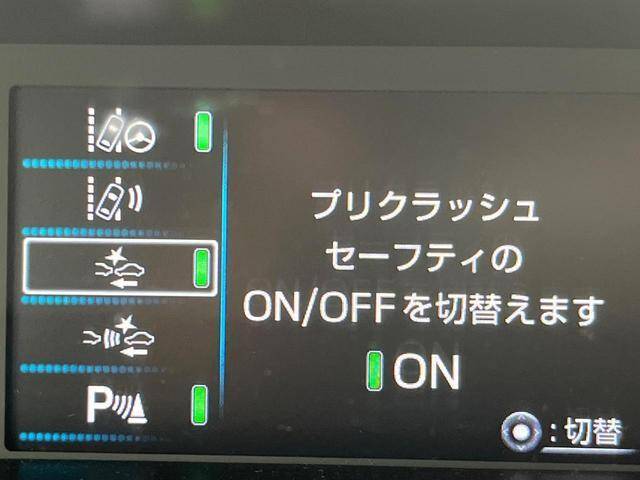 プリクラッシュ
セーフティの
ON/OFFを切替えます
ON
P
:切替